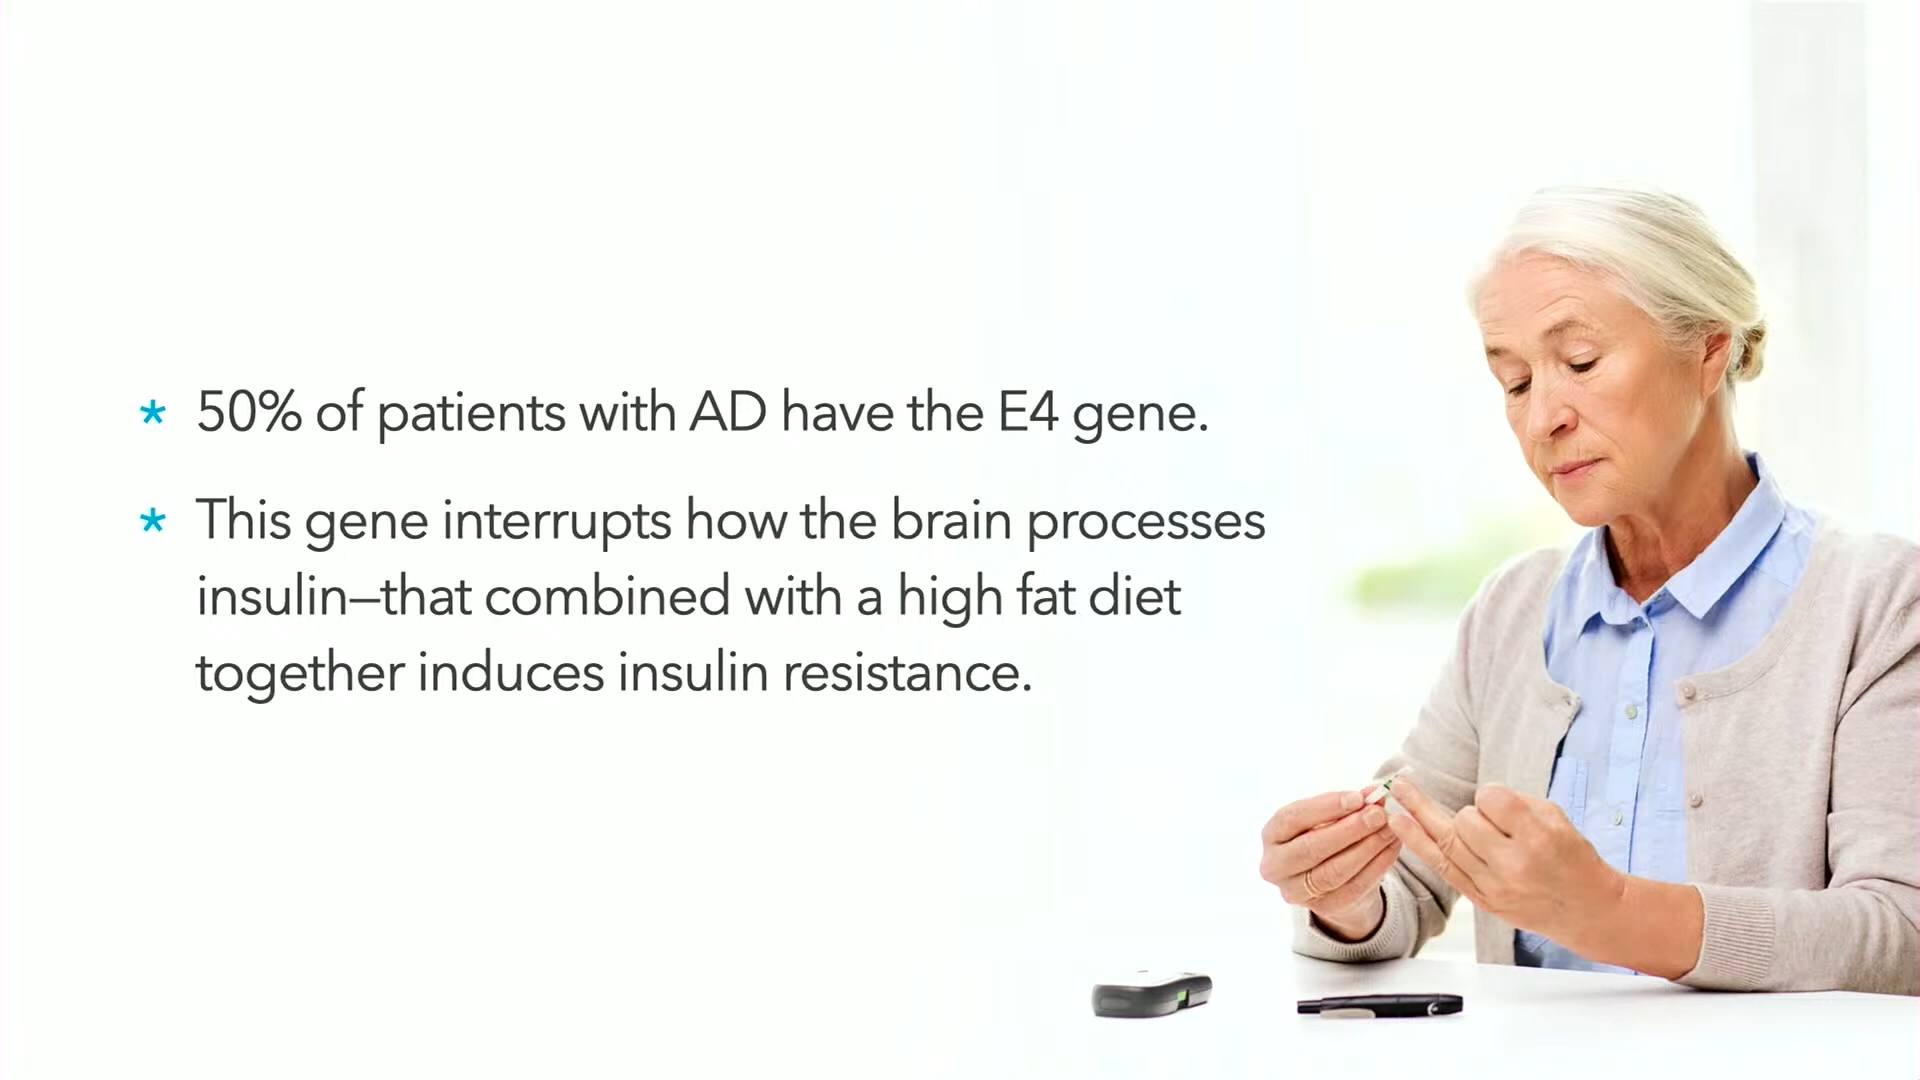 * 50% of patients with AD have the E4 gene.
* This gene interrupts how the brain processes
insulin—that combined with a high fat diet
together induces insulin resistance.